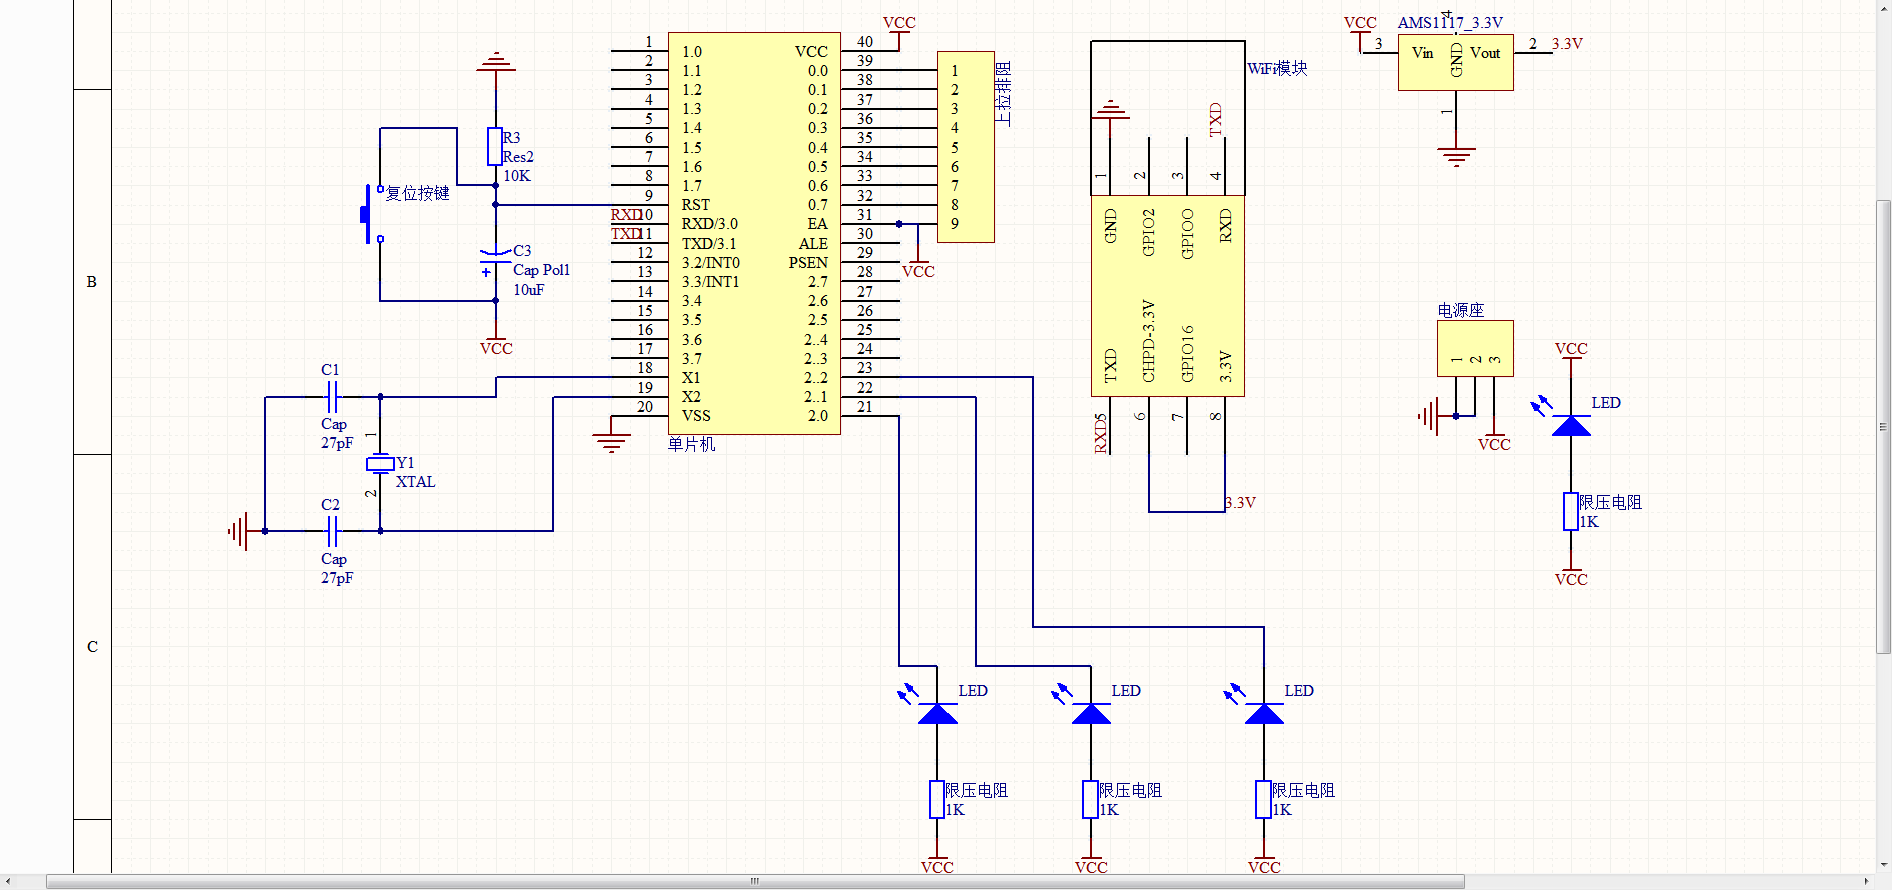 B
C
R3
Res2
10K
复位按键
C3
Cap Pol1
10uF
VCC
C1
Cap
27pF
1
Y1
XTAL
2
C2
Cap
27pF
1
2
3
4
5
6
7
8
9
RXD10
TXD11
12
13
14
15
16
17
18
19
20
1.0
1.1
1.2
1.3
1.4
1.5
1.6
1.7
RST
RXD/3.0
TXD/3.1
3.2/INT0
3.3/INT1
3.4
3.5
3.6
3.7
X1
X2
VSS
VCC
0.0
0.1
0.2
0.3
0.4
0.5
0.6
0.7
EA
ALE
PSEN
2.7
2.6
2.5
2..4
2..3
2..2
2..1
2.0
单片机
40
39
38
37
36
35
34
33
32
31
30
29
28
27
26
25
24
23
22
21
VCC
VCC
1
2
3
4
5
6
7
8
9
上拉排阻
WiFi模块
TXD
1
2
3
4
GND
GPIO2
GPIO0
RXD
TXD
CHPD-3.3V
GPIO16
3.3V
RXD5
6
7
8
3.3V
VCC
AMS1117_3.3V
3
Vin
GND
Vout
2
3.3V
1
电源座
1
2
3
VCC
VCC
LED
限压电阻
1K
VCC
LED
限压电阻
1K
VCC
LED
限压电阻
1K
VCC
LED
限压电阻
1K
VCC